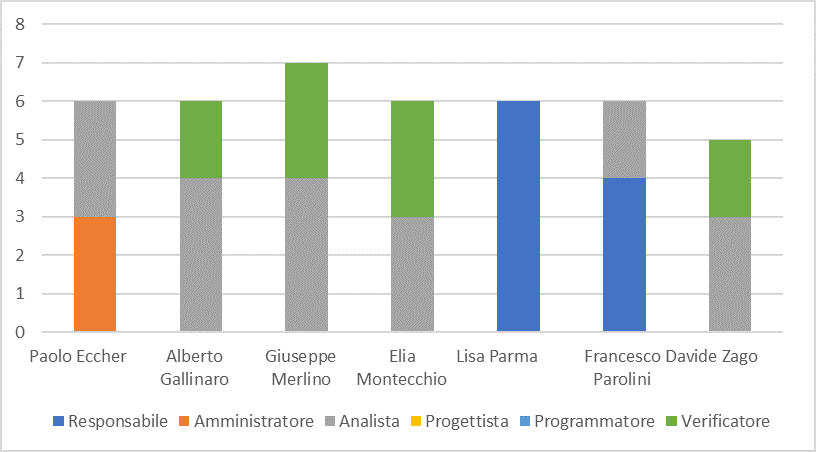 8
7
6
5
4
3
2
1
0
Paolo Eccher
Alberto
Gallinaro
Giuseppe
Merlino
Elia
Montecchio
Lisa Parma
Francesco
Parolini
Davide Zago
Responsabile
Amministratore
Analista
Progettista
Programmatore
Verificatore